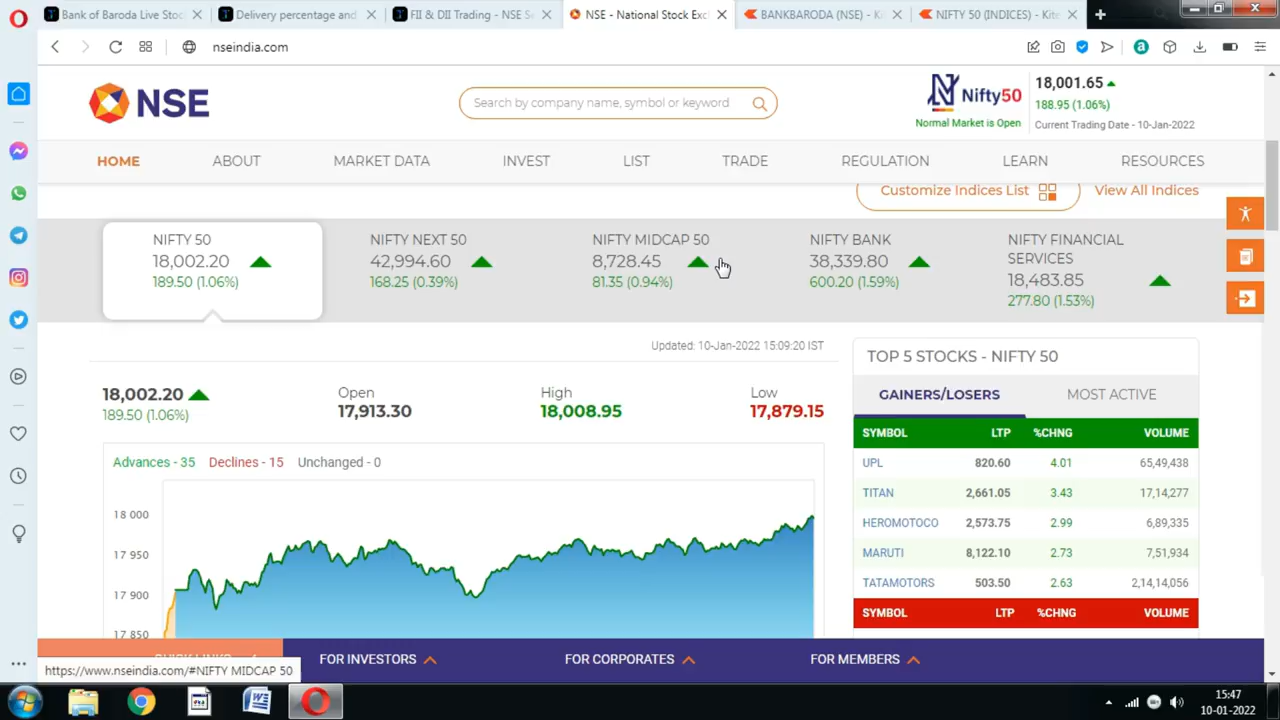 Bank of Baroda Live Stoc
Delivery percentage and
FII & DII Trading - NSE S
NSE - National Stock Exc
BANKBARODA (NSE) - Ki
NIFTY 50 (INDICES) - Kite
nseindia.com
NSE
Search by company name, symbol or keyword
Nifty50
Normal Market is Open
18,001.65
188.95 (1.06%)
Current Trading Date - 10-Jan-2022
HOME
ABOUT
MARKET DATA
INVEST
LIST
TRADE
REGULATION
LEARN
RESOURCES
Customize Indices List
View All Indices
NIFTY 50
18,002.20
189.50 (1.06%)
NIFTY NEXT 50
42,994.60
168.25 (0.39%)
NIFTY MIDCAP 50
8,728.45
81.35 (0.94%)
NIFTY BANK
38,339.80
600.20 (1.59%)
NIFTY FINANCIAL
SERVICES
18,483.85
277.80 (1.53%)
Updated: 10-Jan-2022 15:09:20 IST
18,002.20
189.50 (1.06%)
Open
17,913.30
High
18,008.95
Low
17,879.15
Advances - 35 Declines - 15 Unchanged - 0
18 000
17 950
17 900
17 850
TOP 5 STOCKS - NIFTY 50
GAINERS/LOSERS MOST ACTIVE
SYMBOL LTP %CHNG VOLUME
UPL 820.60 4.01 65,49,438
TITAN 2,661.05 3.43 17,14,277
HEROMOTOCO 2,573.75 2.99 6,89,335
MARUTI 8,122.10 2.73 7,51,934
TATAMOTORS 503.50 2.63 2,14,14,056
SYMBOL LTP %CHNG VOLUME
FOR INVESTORS
FOR CORPORATES
FOR MEMBERS
https://www.nseindia.com/#NIFTY MIDCAP 50
15:47
10-01-2022